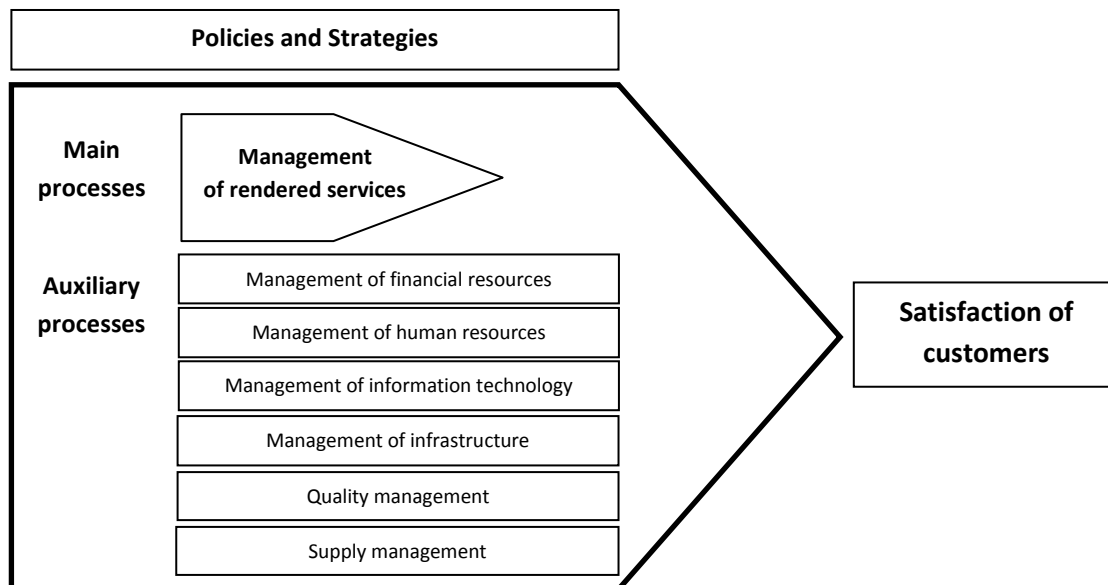 Policies and Strategies
Main
processes
Management
of rendered services
Auxiliary
processes
Management of financial resources
Management of human resources
Management of information technology
Management of infrastructure
Quality management
Supply management
Satisfaction of
customers